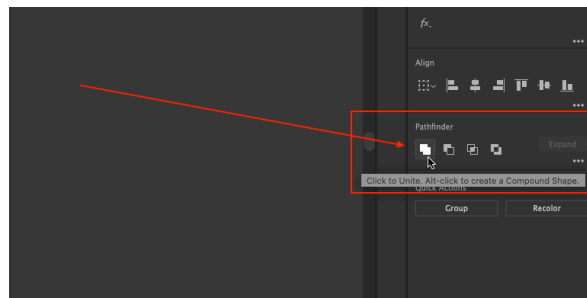 fx.
Align
Pathfinder
Expand
Click to Unite. Alt-click to create a Compound Shape.
Quick Actions
Group
Recolor